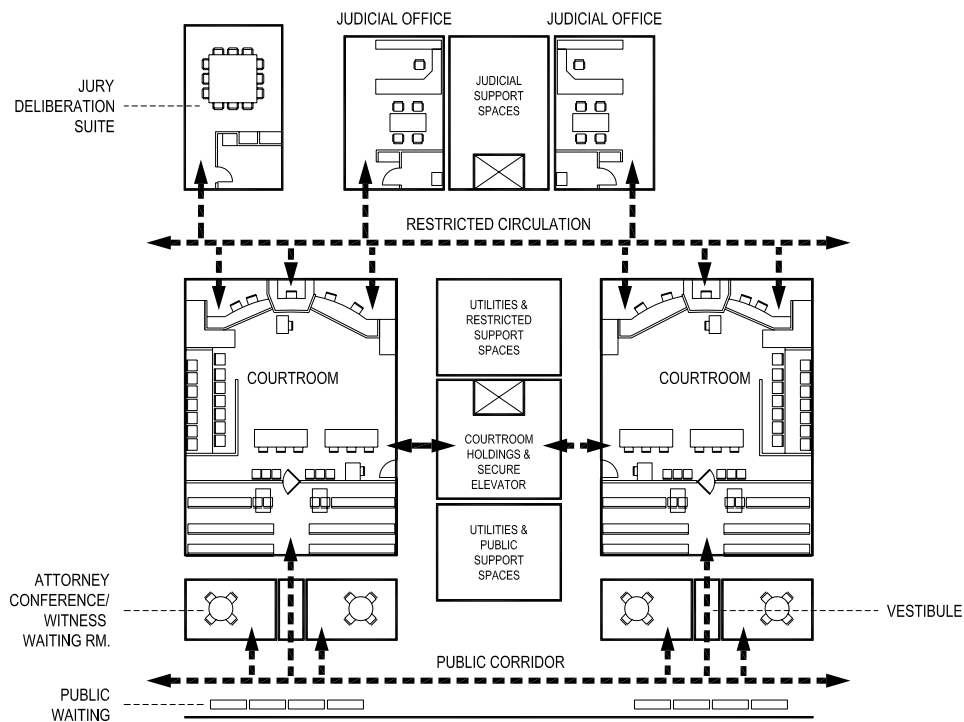 JUDICIAL OFFICE
JUDICIAL OFFICE
JURY
DELIBERATION
SUITE
JUDICIAL
SUPPORT
SPACES
RESTRICTED CIRCULATION
UTILITIES &
RESTRICTED
SUPPORT
SPACES
COURTROOM
COURTROOM
COURTROOM
HOLDINGS &
SECURE
ELEVATOR
UTILITIES &
PUBLIC
SUPPORT
SPACES
ATTORNEY
CONFERENCE/
WITNESS
WAITING RM.
VESTIBULE
PUBLIC CORRIDOR
PUBLIC
WAITING